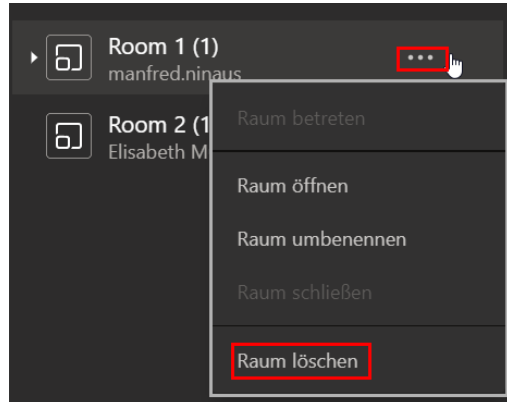 Room 1 (1)
manfred.ninaus
Room 2 (1
Elisabeth M
Raum betreten
Raum öffnen
Raum umbenennen
Raum schließen
Raum löschen